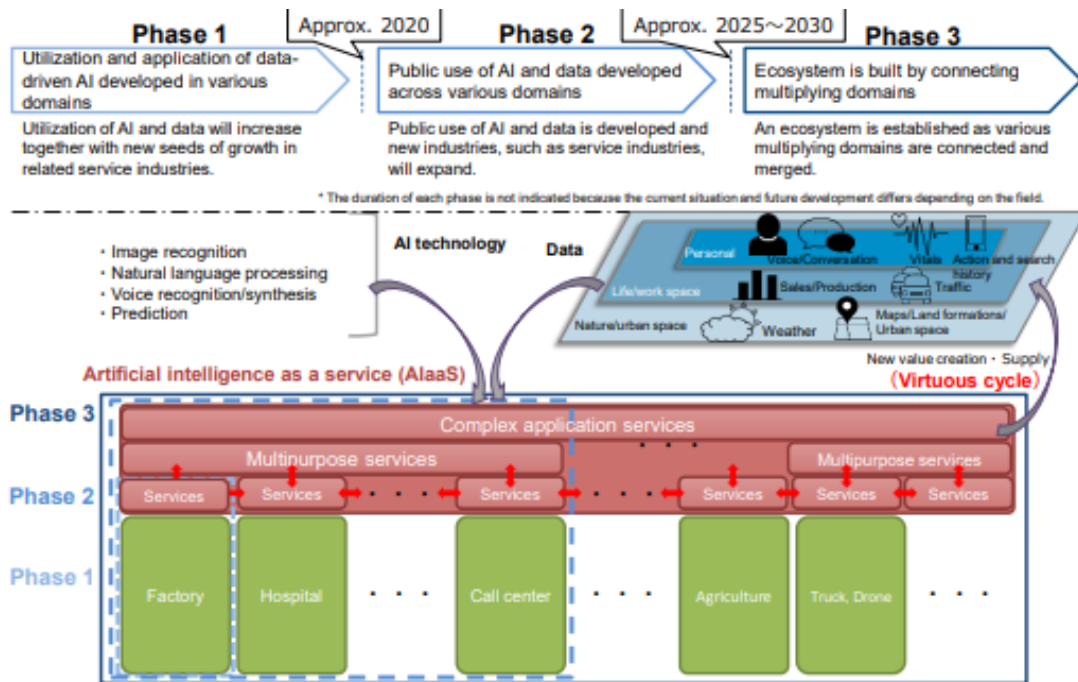 Phase 1
Approx. 2020
Phase 2
Approx. 2025～2030
Phase 3
Utilization and application of data-
driven AI developed in various
domains
Public use of AI and data developed
across various domains
Ecosystem is built by connecting
multiplying domains
Utilization of AI and data will increase
together with new seeds of growth in
related service industries.
Public use of AI and data is developed and
new industries, such as service industries,
will expand.
An ecosystem is established as various
multiplying domains are connected and
merged.
* The duration of each phase is not indicated because the current situation and future development differs depending on the field.
• Image recognition
• Natural language processing
• Voice recognition/synthesis
• Prediction
AI technology
Data
Personal
Voice/Conversation
Vitals
Action and search
history
Life/work space
Sales/Production
Traffic
Nature/urban space
Weather
Maps/Land formations/
Urban space
New value creation・Supply
（Virtuous cycle）
Artificial intelligence as a service (AIaaS)
Phase 3
Complex application services
Multipurpose services
・ ・ ・
Multipurpose services
Phase 2
Services
Services
・ ・ ・
Services
・ ・ ・
Services
Services
Services
Phase 1
Factory
Hospital
・ ・ ・
Call center
・ ・ ・
Agriculture
Truck, Drone
・ ・ ・